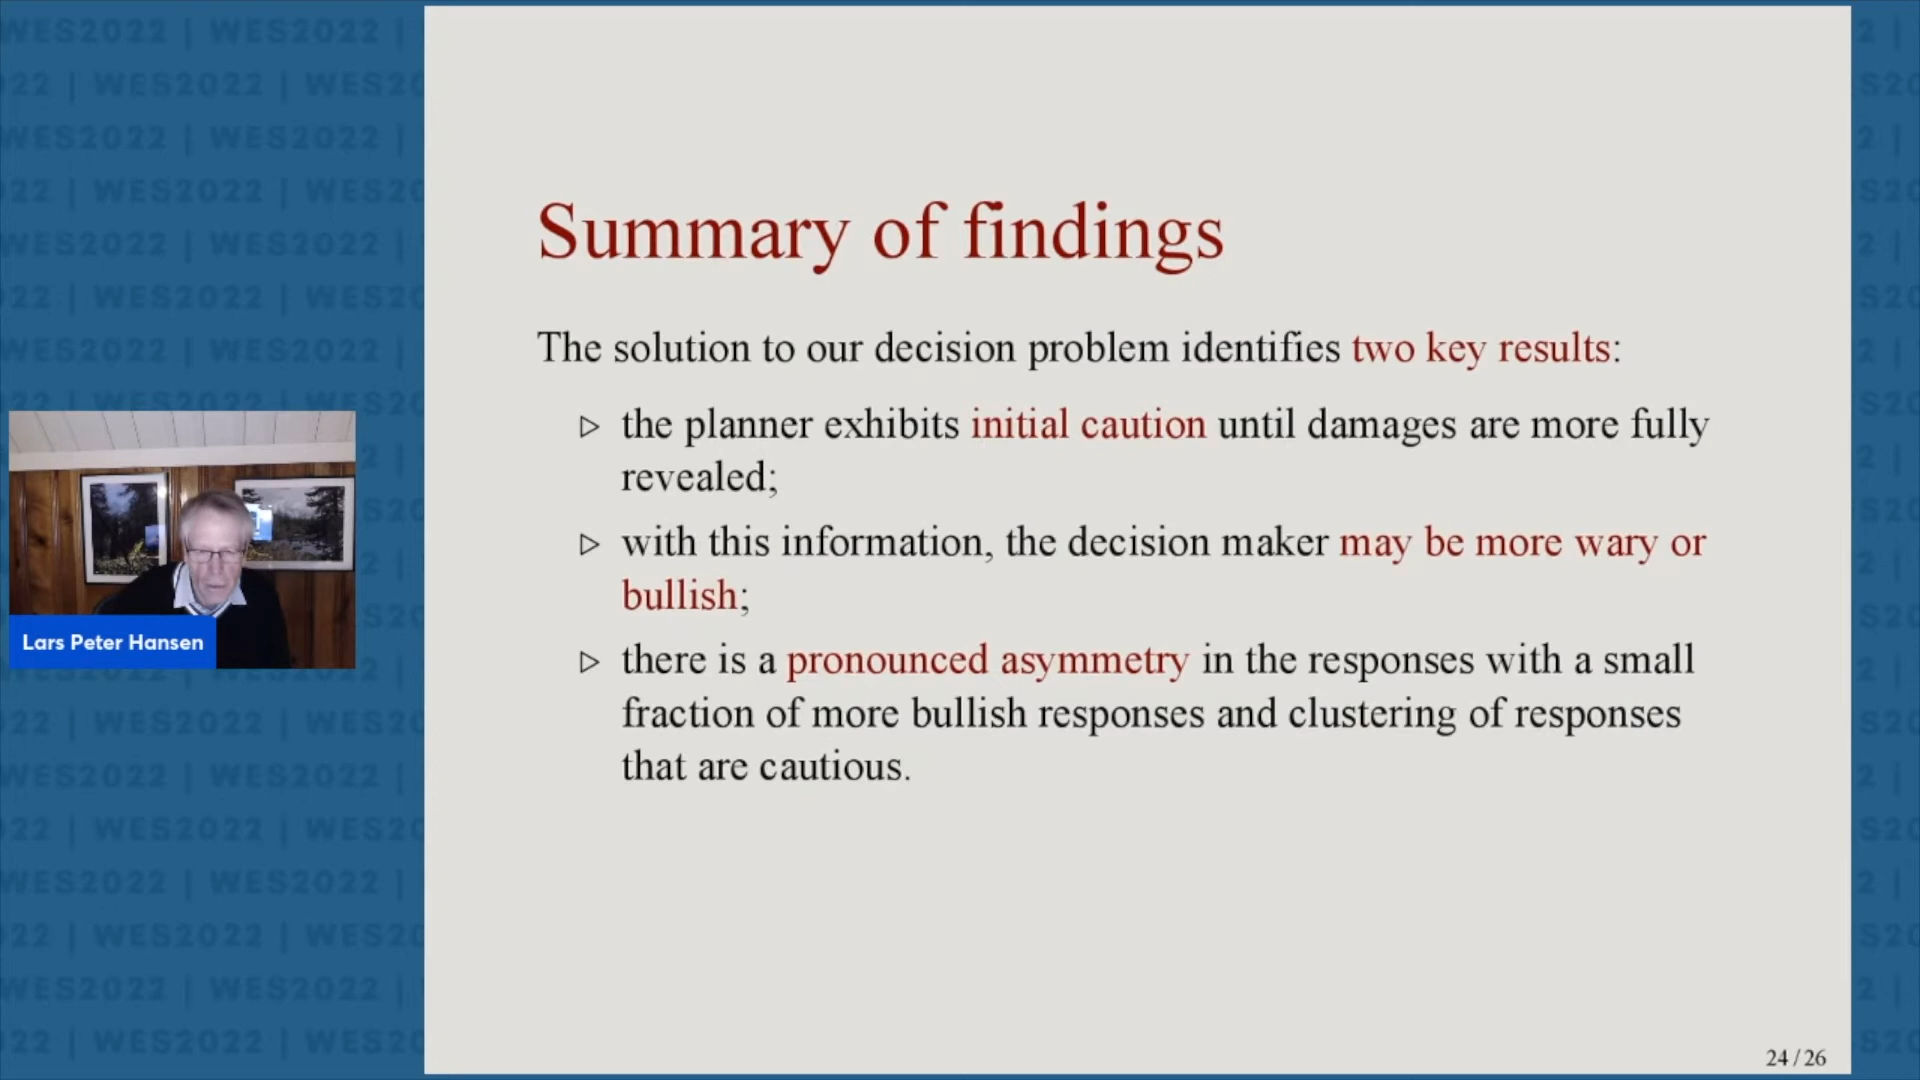 WES2022 | WES2022 |
Summary of findings
The solution to our decision problem identifies two key results:
▷ the planner exhibits initial caution until damages are more fully
revealed;
▷ with this information, the decision maker may be more wary or
bullish;
▷ there is a pronounced asymmetry in the responses with a small
fraction of more bullish responses and clustering of responses
that are cautious.
Lars Peter Hansen
24 / 26